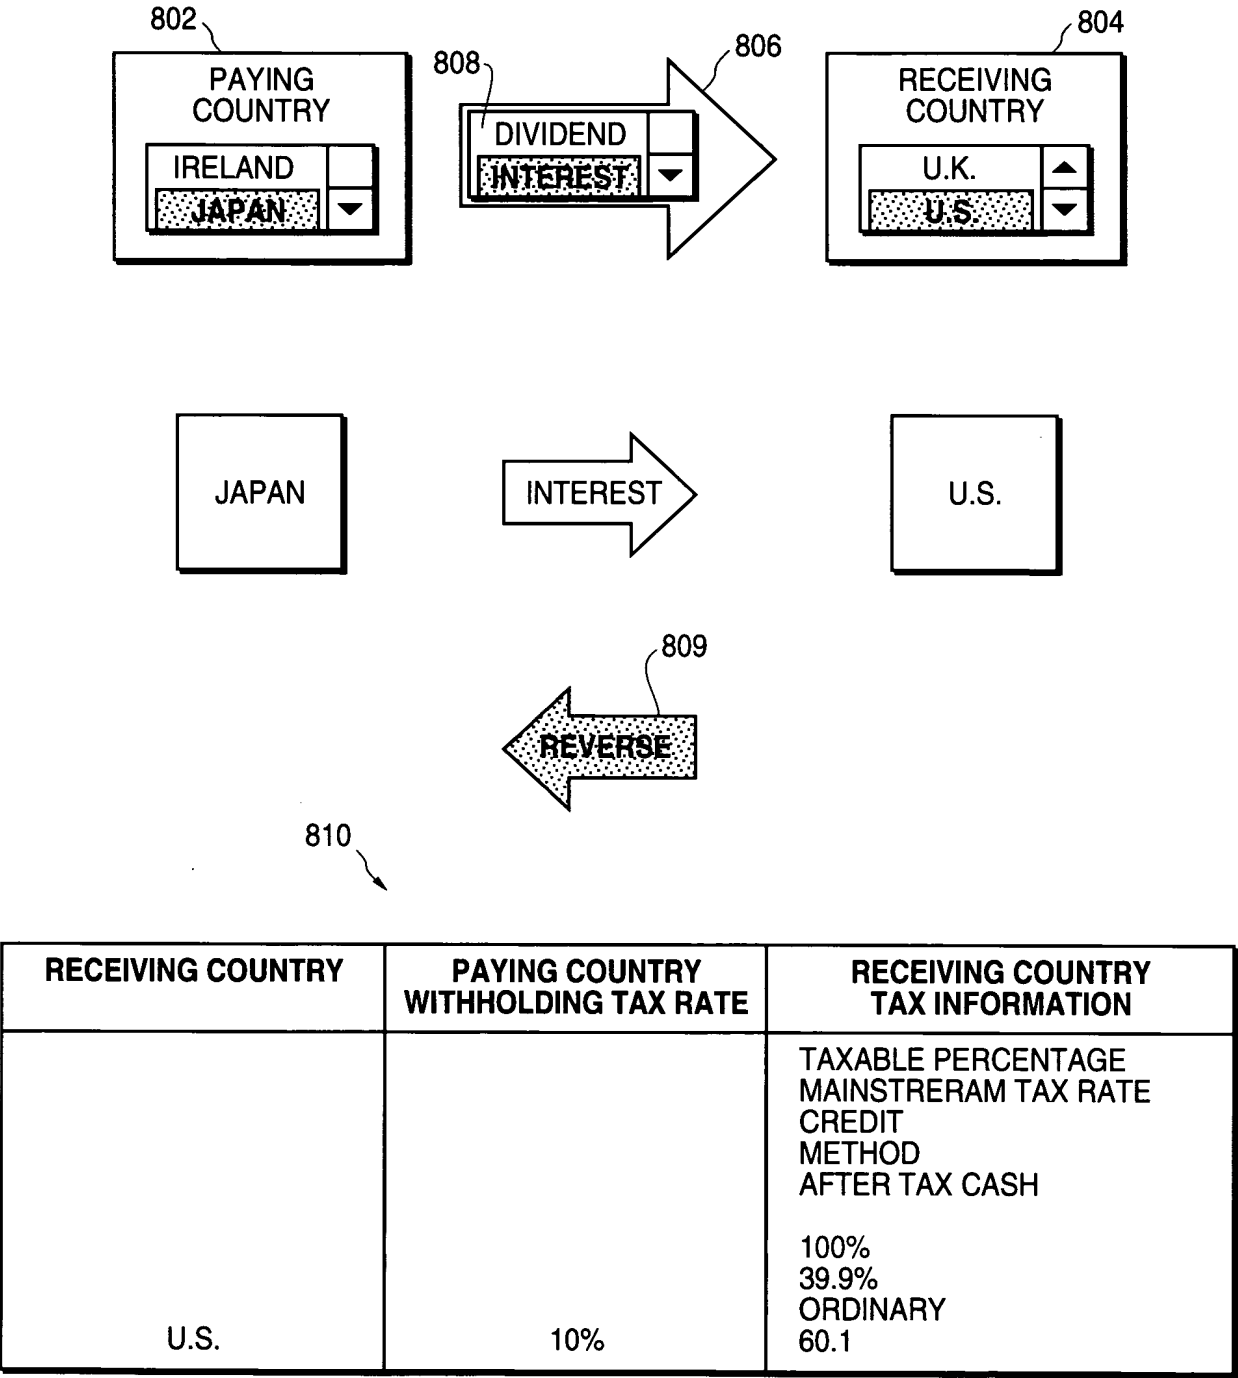 802
804
806
808
PAYING
COUNTRY
IRELAND
JAPAN
DIVIDEND
INTEREST
RECEIVING
COUNTRY
U.K.
U.S.
JAPAN
INTEREST
U.S.
809
REVERSE
810
RECEIVING COUNTRY
PAYING COUNTRY
WITHHOLDING TAX RATE
RECEIVING COUNTRY
TAX INFORMATION
TAXABLE PERCENTAGE
MAINSTRERAM TAX RATE
CREDIT
METHOD
AFTER TAX CASH
100%
39.9%
ORDINARY
U.S.
10%
60.1